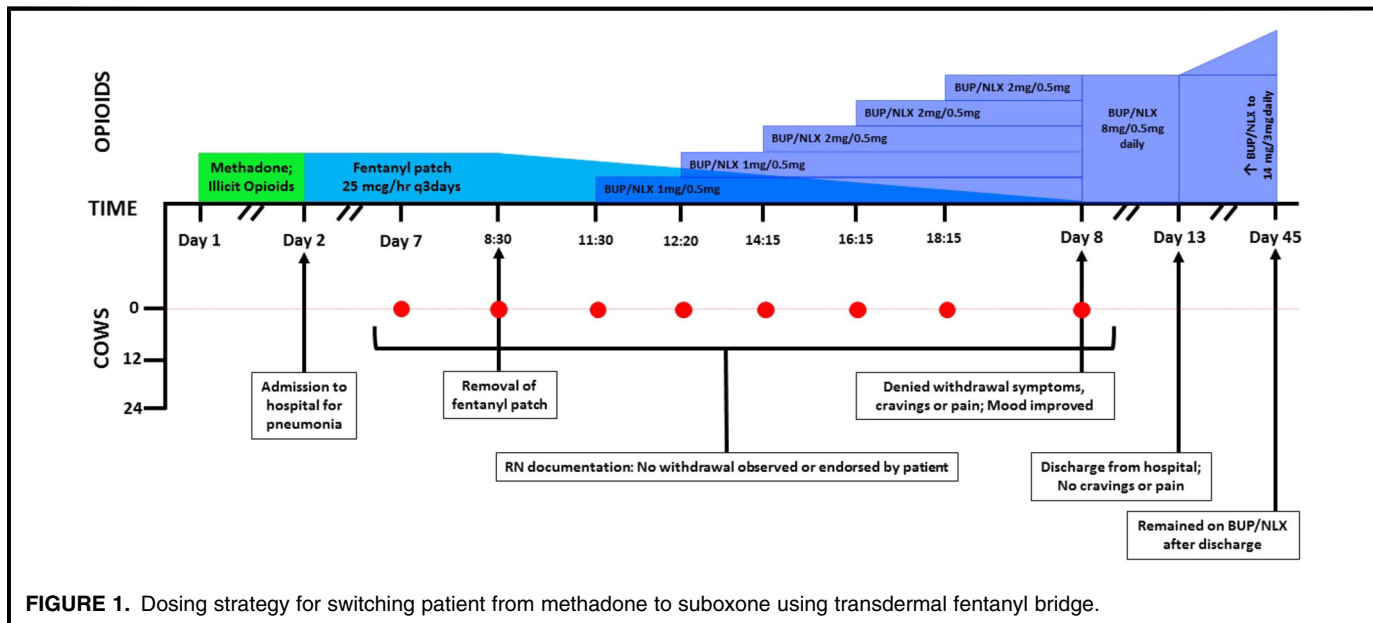 OPIOIDS
BUP/NLX 2mg/0.5mg
BUP/NLX 2mg/0.5mg
BUP/NLX 2mg/0.5mg
BUP/NLX 1mg/0.5mg
BUP/NLX 1mg/0.5mg
BUP/NLX
8mg/0.5mg
daily
↑ BUP/NLX to
14 mg/3mg daily
Methadone;
Illicit Opioids
Fentanyl patch
25 mcg/hr q3days
TIME
Day 1
Day 2
Day 7
8:30
11:30
12:20
14:15
16:15
18:15
Day 8
Day 13
Day 45
COWS
0
12
24
Admission to
hospital for
pneumonia
Removal of
fentanyl patch
Denied withdrawal symptoms,
cravings or pain; Mood improved
RN documentation: No withdrawal observed or endorsed by patient
Discharge from hospital;
No cravings or pain
Remained on BUP/NLX
after discharge
FIGURE 1. Dosing strategy for switching patient from methadone to suboxone using transdermal fentanyl bridge.